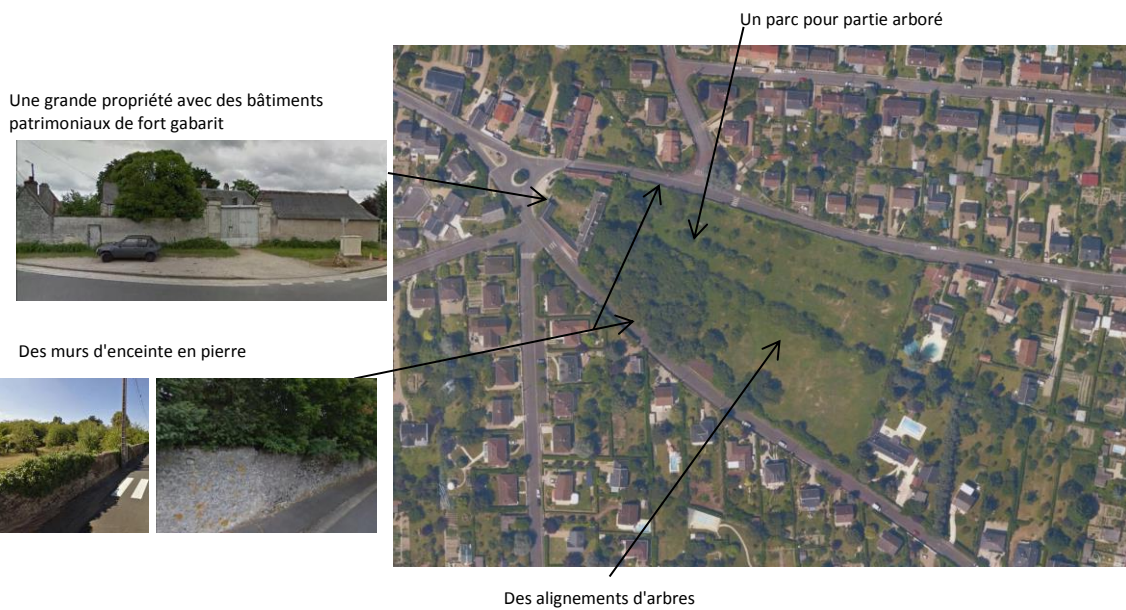 Un parc pour partie arboré
Une grande propriété avec des bâtiments
patrimoniaux de fort gabarit
Des murs d'enceinte en pierre
Des alignements d'arbres